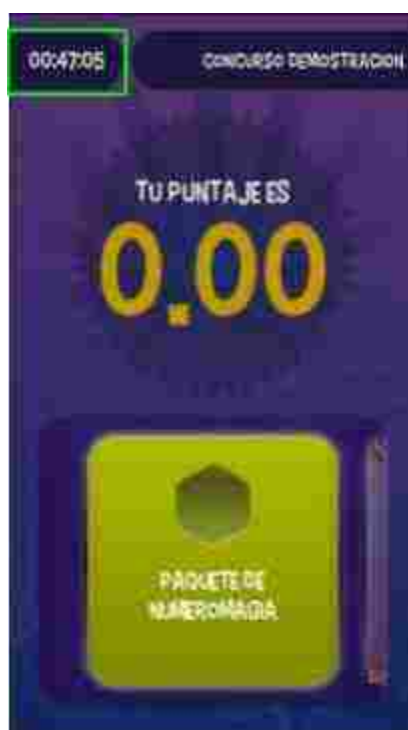 00:47:05
CONCURSO DEMOSTRACION
TU PUNTAJE ES
0.00
PAQUETE DE
NUMEROMAGIA